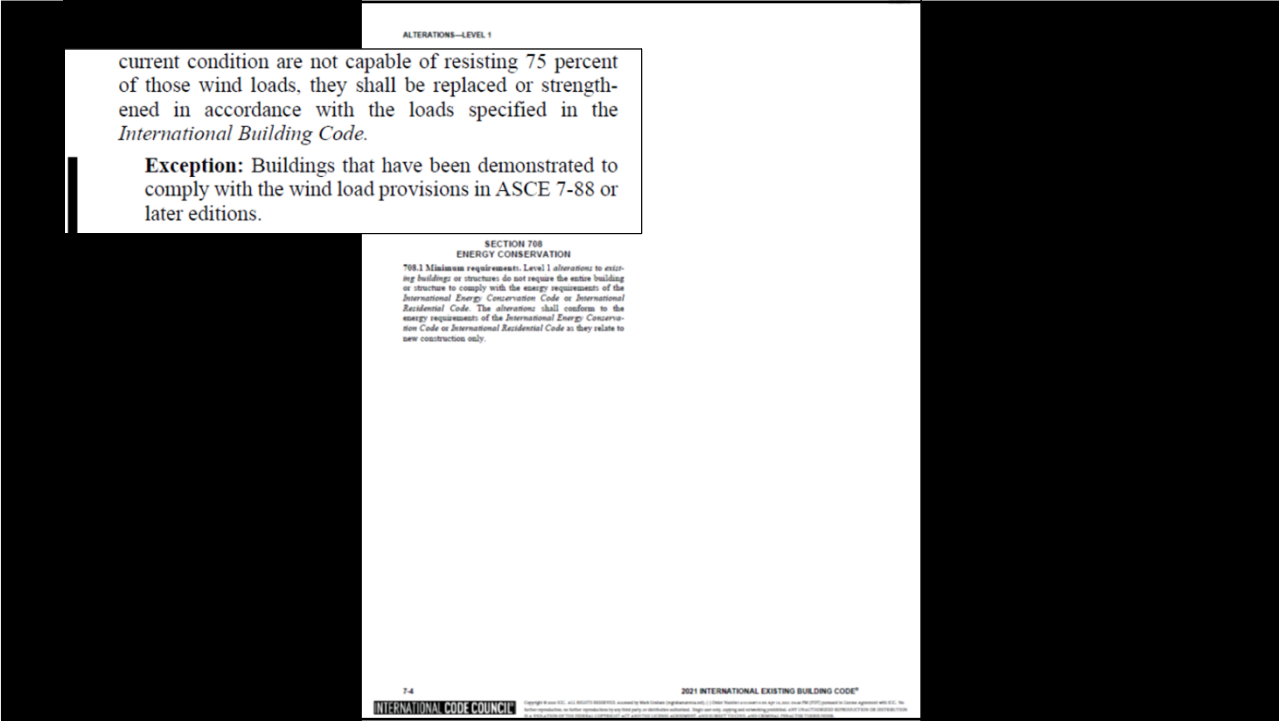 ALTERATIONS—LEVEL 1
current condition are not capable of resisting 75 percent
of those wind loads, they shall be replaced or strength-
ened in accordance with the loads specified in the
International Building Code.
Exception: Buildings that have been demonstrated to
comply with the wind load provisions in ASCE 7-88 or
later editions.
SECTION 708
ENERGY CONSERVATION
708.1 Minimum requirements. Level 1 alterations to exist-
ing buildings or structures do not require the entire building
or structure to comply with the energy requirements of the
International Energy Conservation Code or International
Residential Code. The alterations shall conform to the
energy requirements of the International Energy Conserva-
tion Code or International Residential Code as they relate to
new construction only.
7-4
2021 INTERNATIONAL EXISTING BUILDING CODE®
INTERNATIONAL CODE COUNCIL®